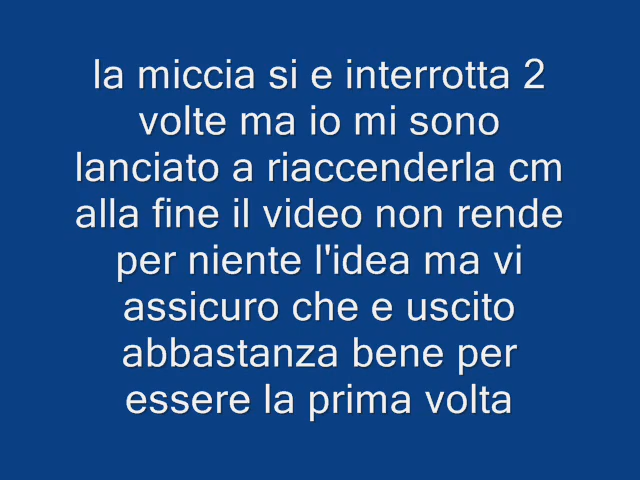 la miccia si e interrotta 2
volte ma io mi sono
lanciato a riaccenderla cm
alla fine il video non rende
per niente l'idea ma vi
assicuro che e uscito
abbastanza bene per
essere la prima volta